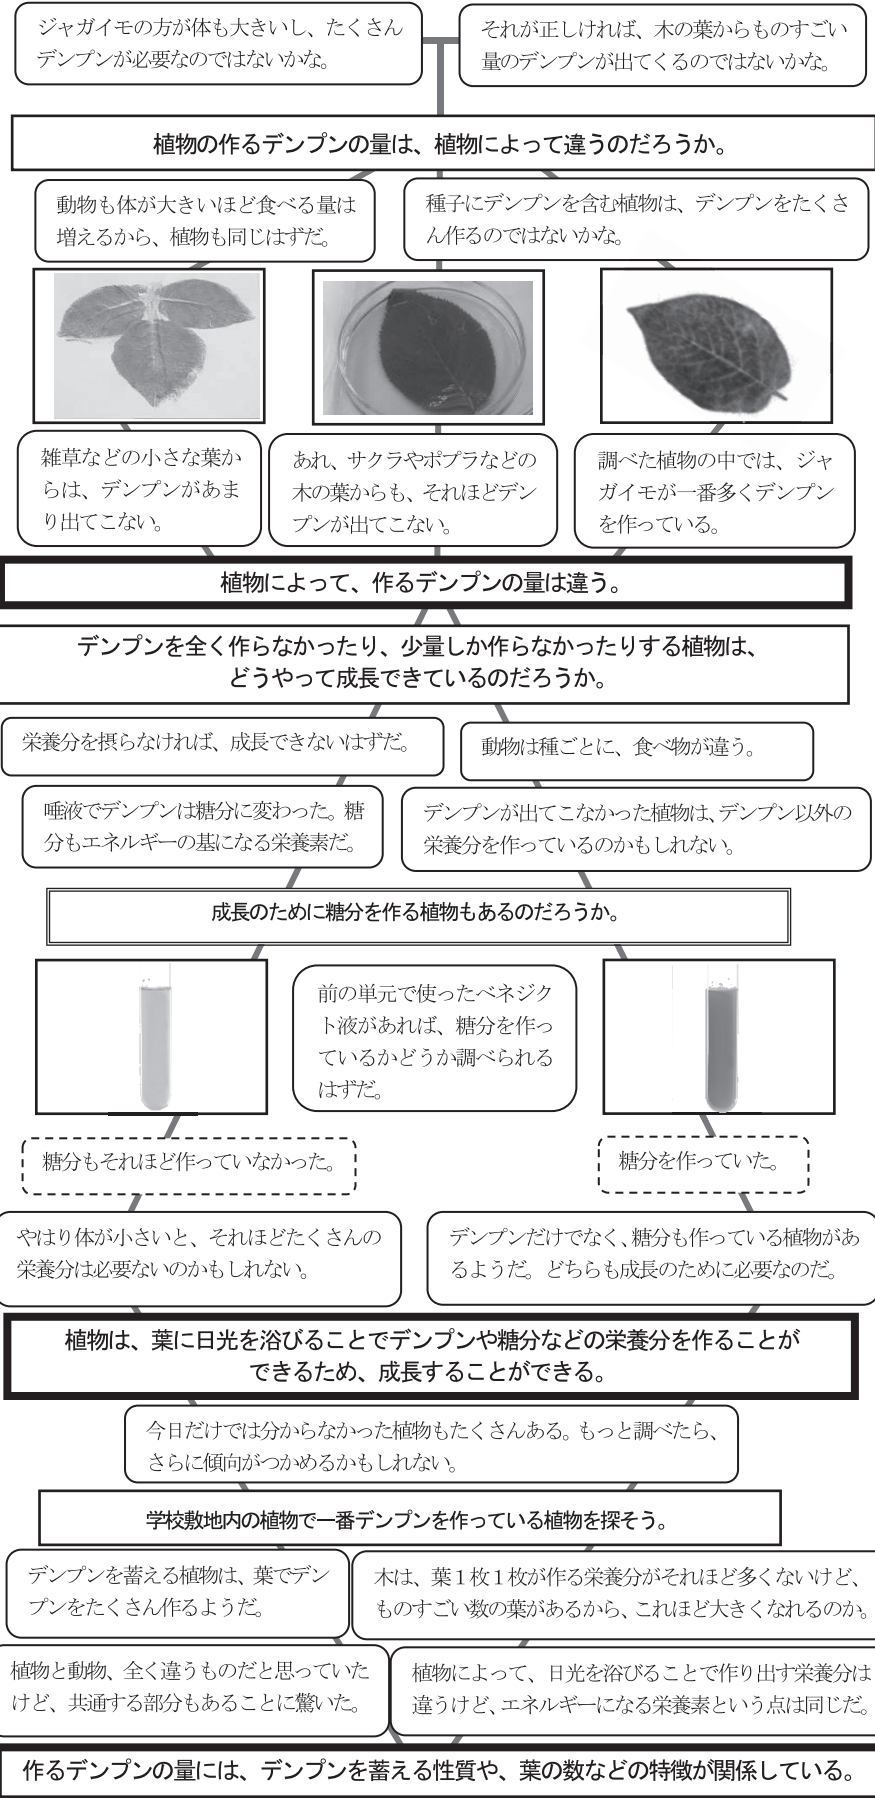 ジャガイモの方が体も大きいし、たくさん
デンプンが必要なのではないかな。
それが正しければ、木の葉からものすごい
量のデンプンが出てくるのではないかな。
植物の作るデンプンの量は、植物によって違うのだろうか。
動物も体が大きいほど食べる量は
増えるから、植物も同じはずだ。
種子にデンプンを含む植物は、デンプンをたくさ
ん作るのではないかな。
雑草などの小さな葉か
らは、デンプンがあま
り出てこない。
あれ、サクラやポプラなどの
木の葉からも、それほどデン
プンが出てこない。
調べた植物の中では、ジャ
ガイモが一番多くデンプン
を作っている。
植物によって、作るデンプンの量は違う。
デンプンを全く作らなかったり、少量しか作らなかったりする植物は、
どうやって成長できているのだろうか。
栄養分を摂らなければ、成長できないはずだ。
動物は種ごとに、食べ物が違う。
唾液でデンプンは糖分に変わった。糖
分もエネルギーの基になる栄養素だ。
デンプンが出てこなかった植物は、デンプン以外の
栄養分を作っているのかもしれない。
成長のために糖分を作る植物もあるのだろうか。
前の単元で使ったベネジク
ト液があれば、糖分を作っ
ているかどうか調べられる
はずだ。
糖分もそれほど作っていなかった。
糖分を作っていた。
やはり体が小さいと、それほどたくさんの
栄養分は必要ないのかもしれない。
デンプンだけでなく、糖分も作っている植物があ
るようだ。どちらも成長のために必要なのだ。
植物は、葉に日光を浴びることでデンプンや糖分などの栄養分を作ることが
できるため、成長することができる。
今日だけでは分からなかった植物もたくさんある。もっと調べたら、
さらに傾向がつかめるかもしれない。
学校敷地内の植物で一番デンプンを作っている植物を探そう。
デンプンを蓄える植物は、葉でデン
プンをたくさん作るようだ。
木は、葉1枚1枚が作る栄養分がそれほど多くないけど、
ものすごい数の葉があるから、これほど大きくなれるのか。
植物と動物、全く違うものだと思っていた
けど、共通する部分もあることに驚いた。
植物によって、日光を浴びることで作り出す栄養分は
違うけど、エネルギーになる栄養素という点は同じだ。
作るデンプンの量には、デンプンを蓄える性質や、葉の数などの特徴が関係している。